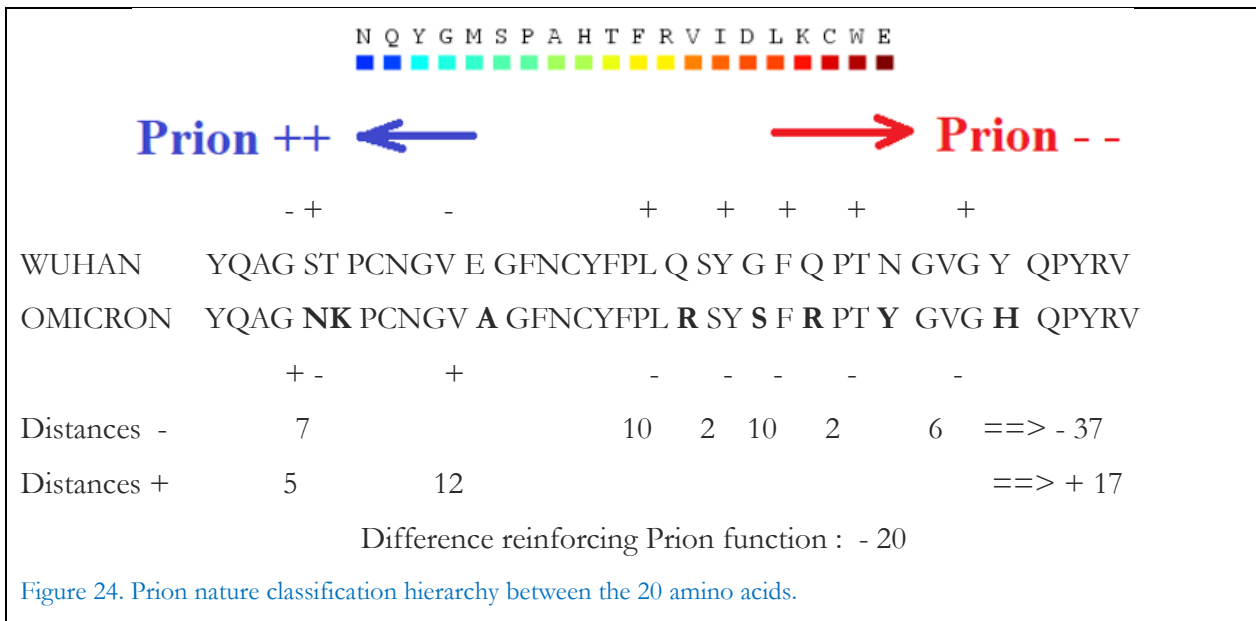 N Q Y G M S P A H T F R V I D L K C W E
Prion ++ Prion - -
- + - + + + + +
WUHAN YQAG ST PCNGV E GFNCYFPL Q SY G F Q PT N GVG Y QPYRV
OMICRON YQAG NK PCNGV A GFNCYFPL R SY S F R PT Y GVG H QPYRV
+ - + - - - - -
Distances - 7 10 2 10 2 6 ==> - 37
Distances + 5 12 ==> + 17
Difference reinforcing Prion function : - 20
Figure 24. Prion nature classification hierarchy between the 20 amino acids.